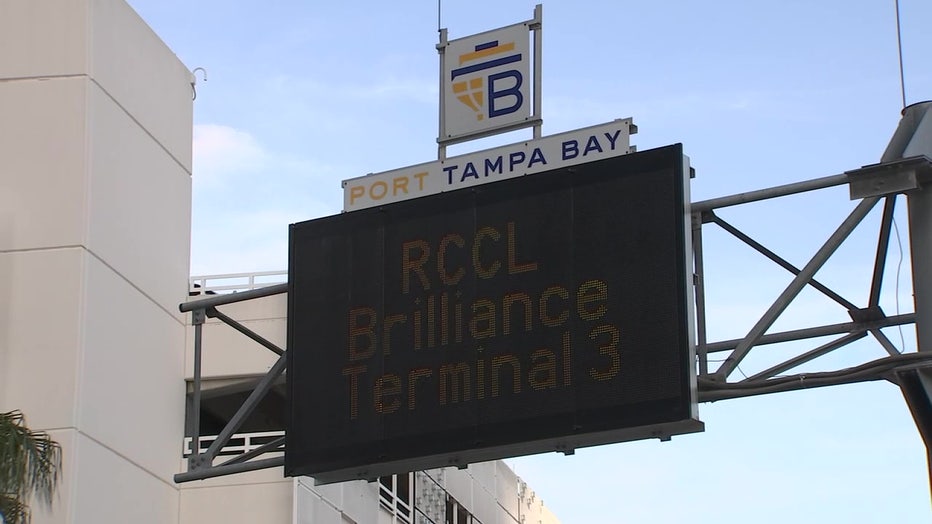 B
PORT TAMPA BAY
RCCL
Brilliance
Terminal 3